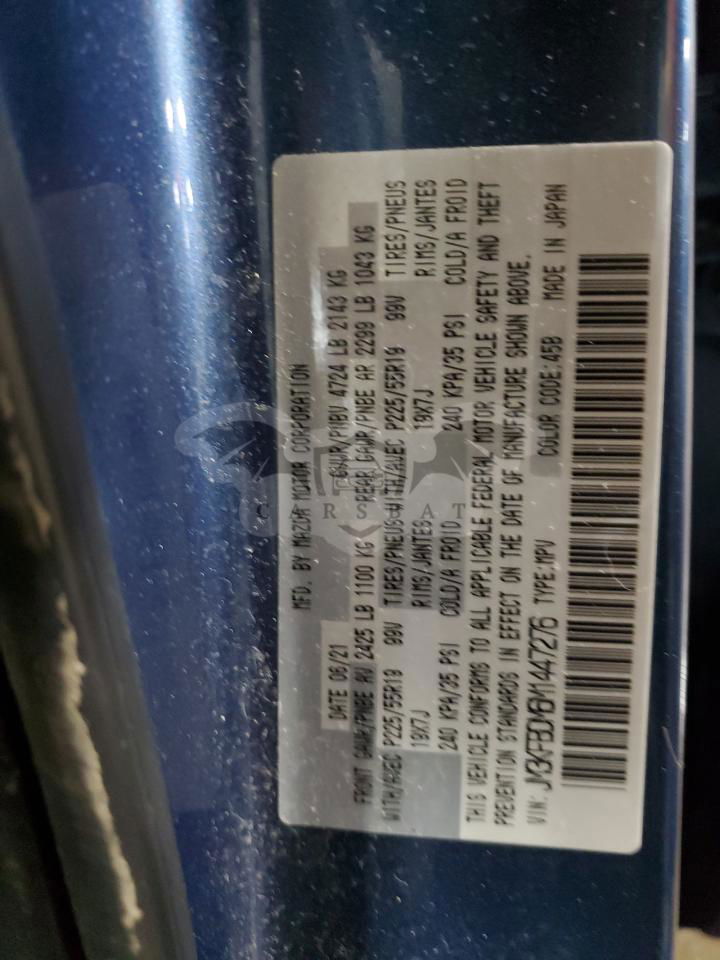 MFD. BY MAZDA MOTOR CORPORATION
DATE 06/21 GVWR/PNBV 4724 LB 2143 KG
FRONT GAWR/PNBE AV 2425 LB 1100 KG REAR GAWR/PNBE AR 2299 LB 1043 KG
WITH/AVEC P225/55R19 99V TIRES/PNEUS WITH/AVEC P225/55R19 99V TIRES/PNEUS
19X7J RIMS/JANTES 19X7J RIMS/JANTES
240 KPA/35 PSI COLD/A FROID 240 KPA/35 PSI COLD/A FROID
THIS VEHICLE CONFORMS TO ALL APPLICABLE FEDERAL MOTOR VEHICLE SAFETY AND THEFT
PREVENTION STANDARDS IN EFFECT ON THE DATE OF MANUFACTURE SHOWN ABOVE.
VIN: JM3KFBDM6M1447276 TYPE:MPV COLOR CODE:45B MADE IN JAPAN
CARSBAT